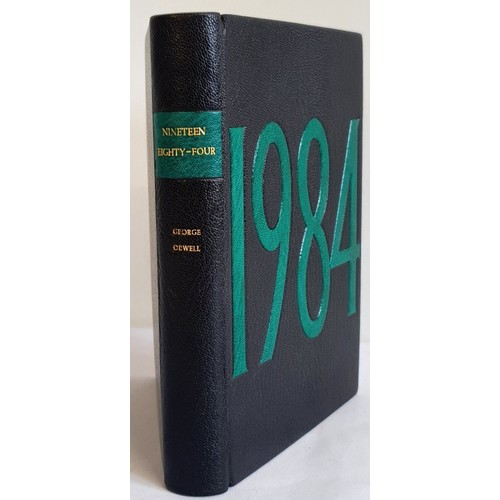 NINETEEN
EIGHTY-FOUR
GEORGE
ORWELL
1984